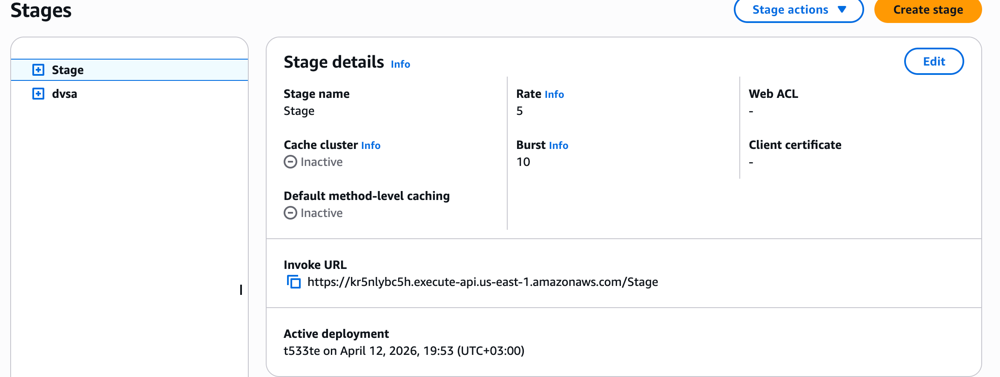 Stages
Stage actions
Create stage
Stage
dvsa
Stage details Info
Edit
Stage name
Stage
Rate Info
5
Web ACL
-
Cache cluster Info
Inactive
Burst Info
10
Client certificate
-
Default method-level caching
Inactive
Invoke URL
https://kr5nlybc5h.execute-api.us-east-1.amazonaws.com/Stage
Active deployment
t533te on April 12, 2026, 19:53 (UTC+03:00)